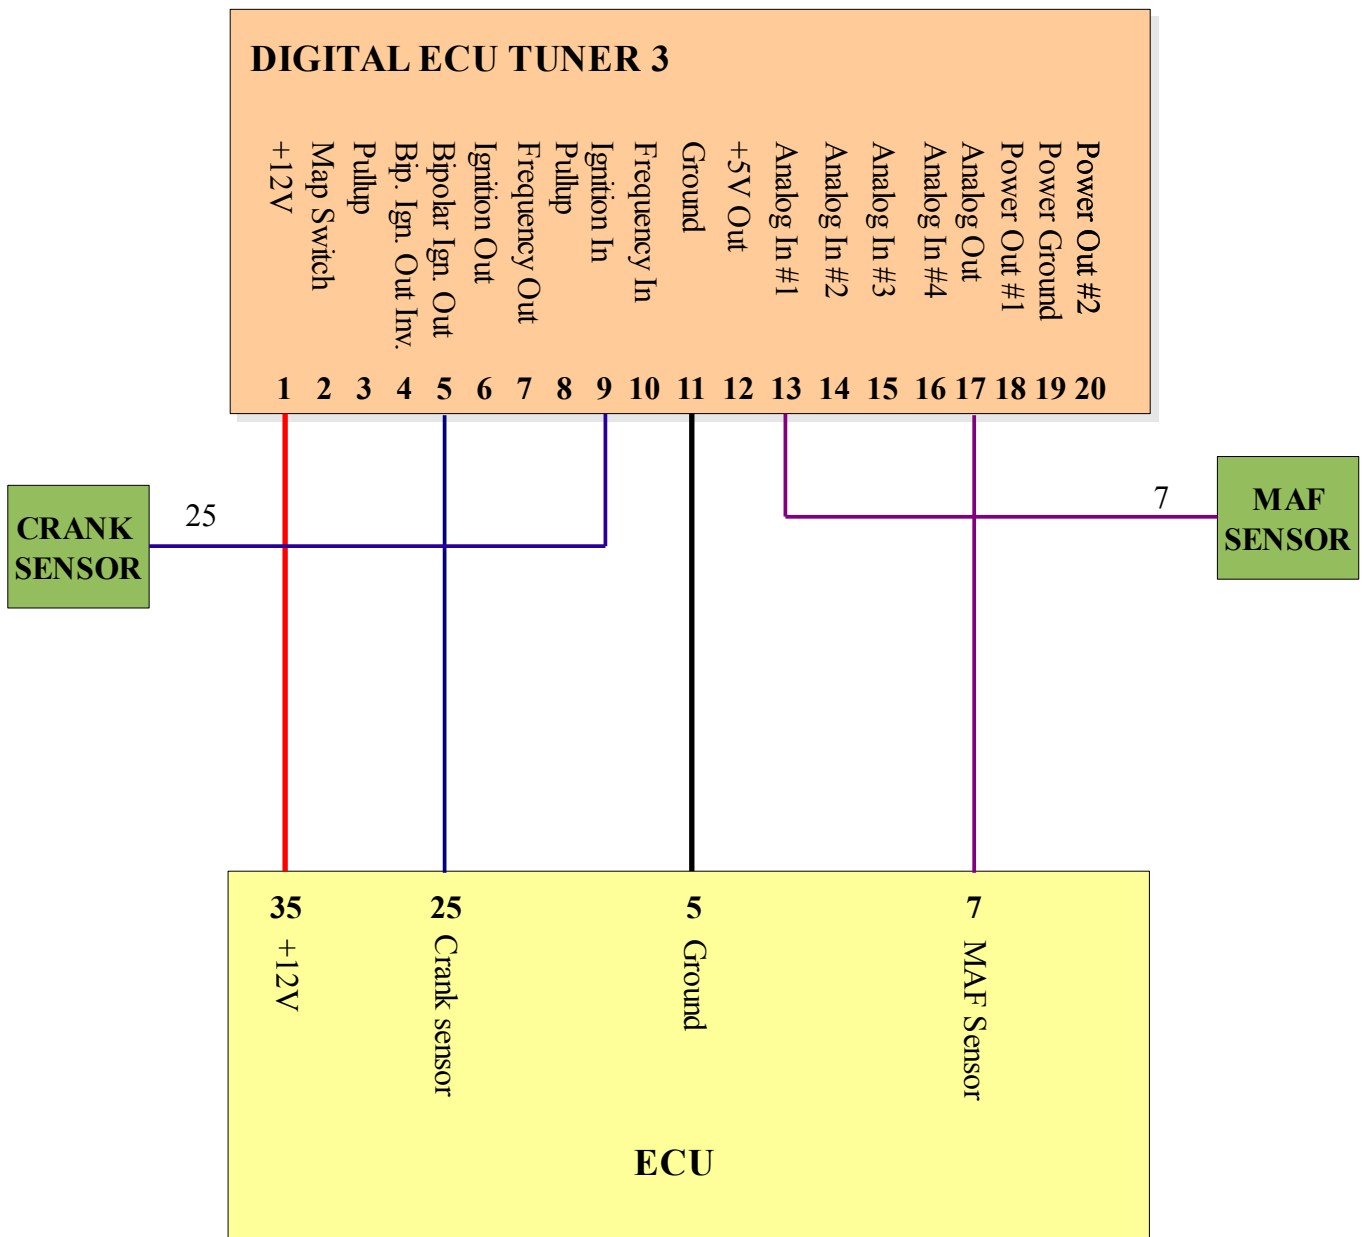 DIGITAL ECU TUNER 3
+12V
Map Switch
Pullup
Bip. Ign. Out Inv.
Bipolar Ign. Out
Ignition Out
Frequency Out
Pullup
Ignition In
Frequency In
Ground
+5V Out
Analog In #1
Analog In #2
Analog In #3
Analog In #4
Analog Out
Power Out #1
Power Ground
Power Out #2
1 2 3 4 5 6 7 8 9 10 11 12 13 14 15 16 17 18 19 20
CRANK
SENSOR
25
7
MAF
SENSOR
35 25 5 7
+12V
Crank sensor
Ground
MAF Sensor
ECU